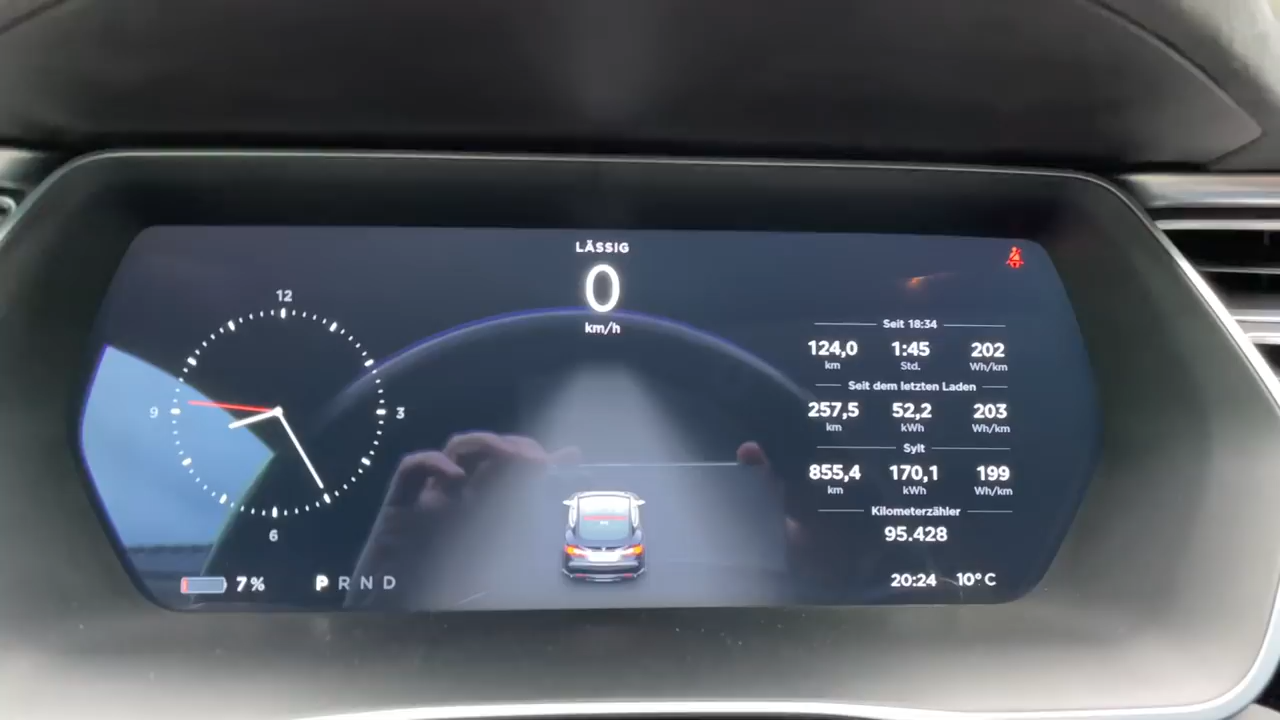 LÄSSIG
0
km/h
12
3
6
9
7 %
P R N D
Seit 18:34
124,0 1:45 202
km Std. Wh/km
Seit dem letzten Laden
257,5 52,2 203
km kWh Wh/km
Sylt
855,4 170,1 199
km kWh Wh/km
Kilometerzähler
95.428
20:24 10°C